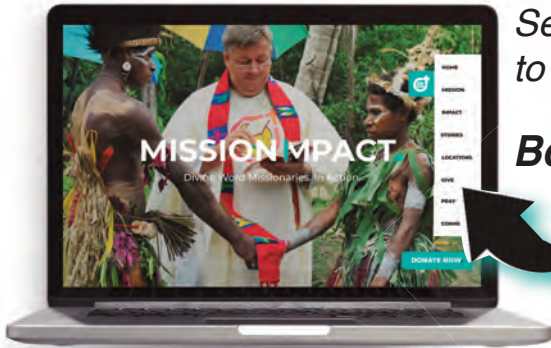 Se
to
Be
MISSION MPACT
Divine Word Missionaries. In Action.
HOME
MISSION
IMPACT
STORIES
LOCATIONS
GIVE
PRAY
DONATE NOW